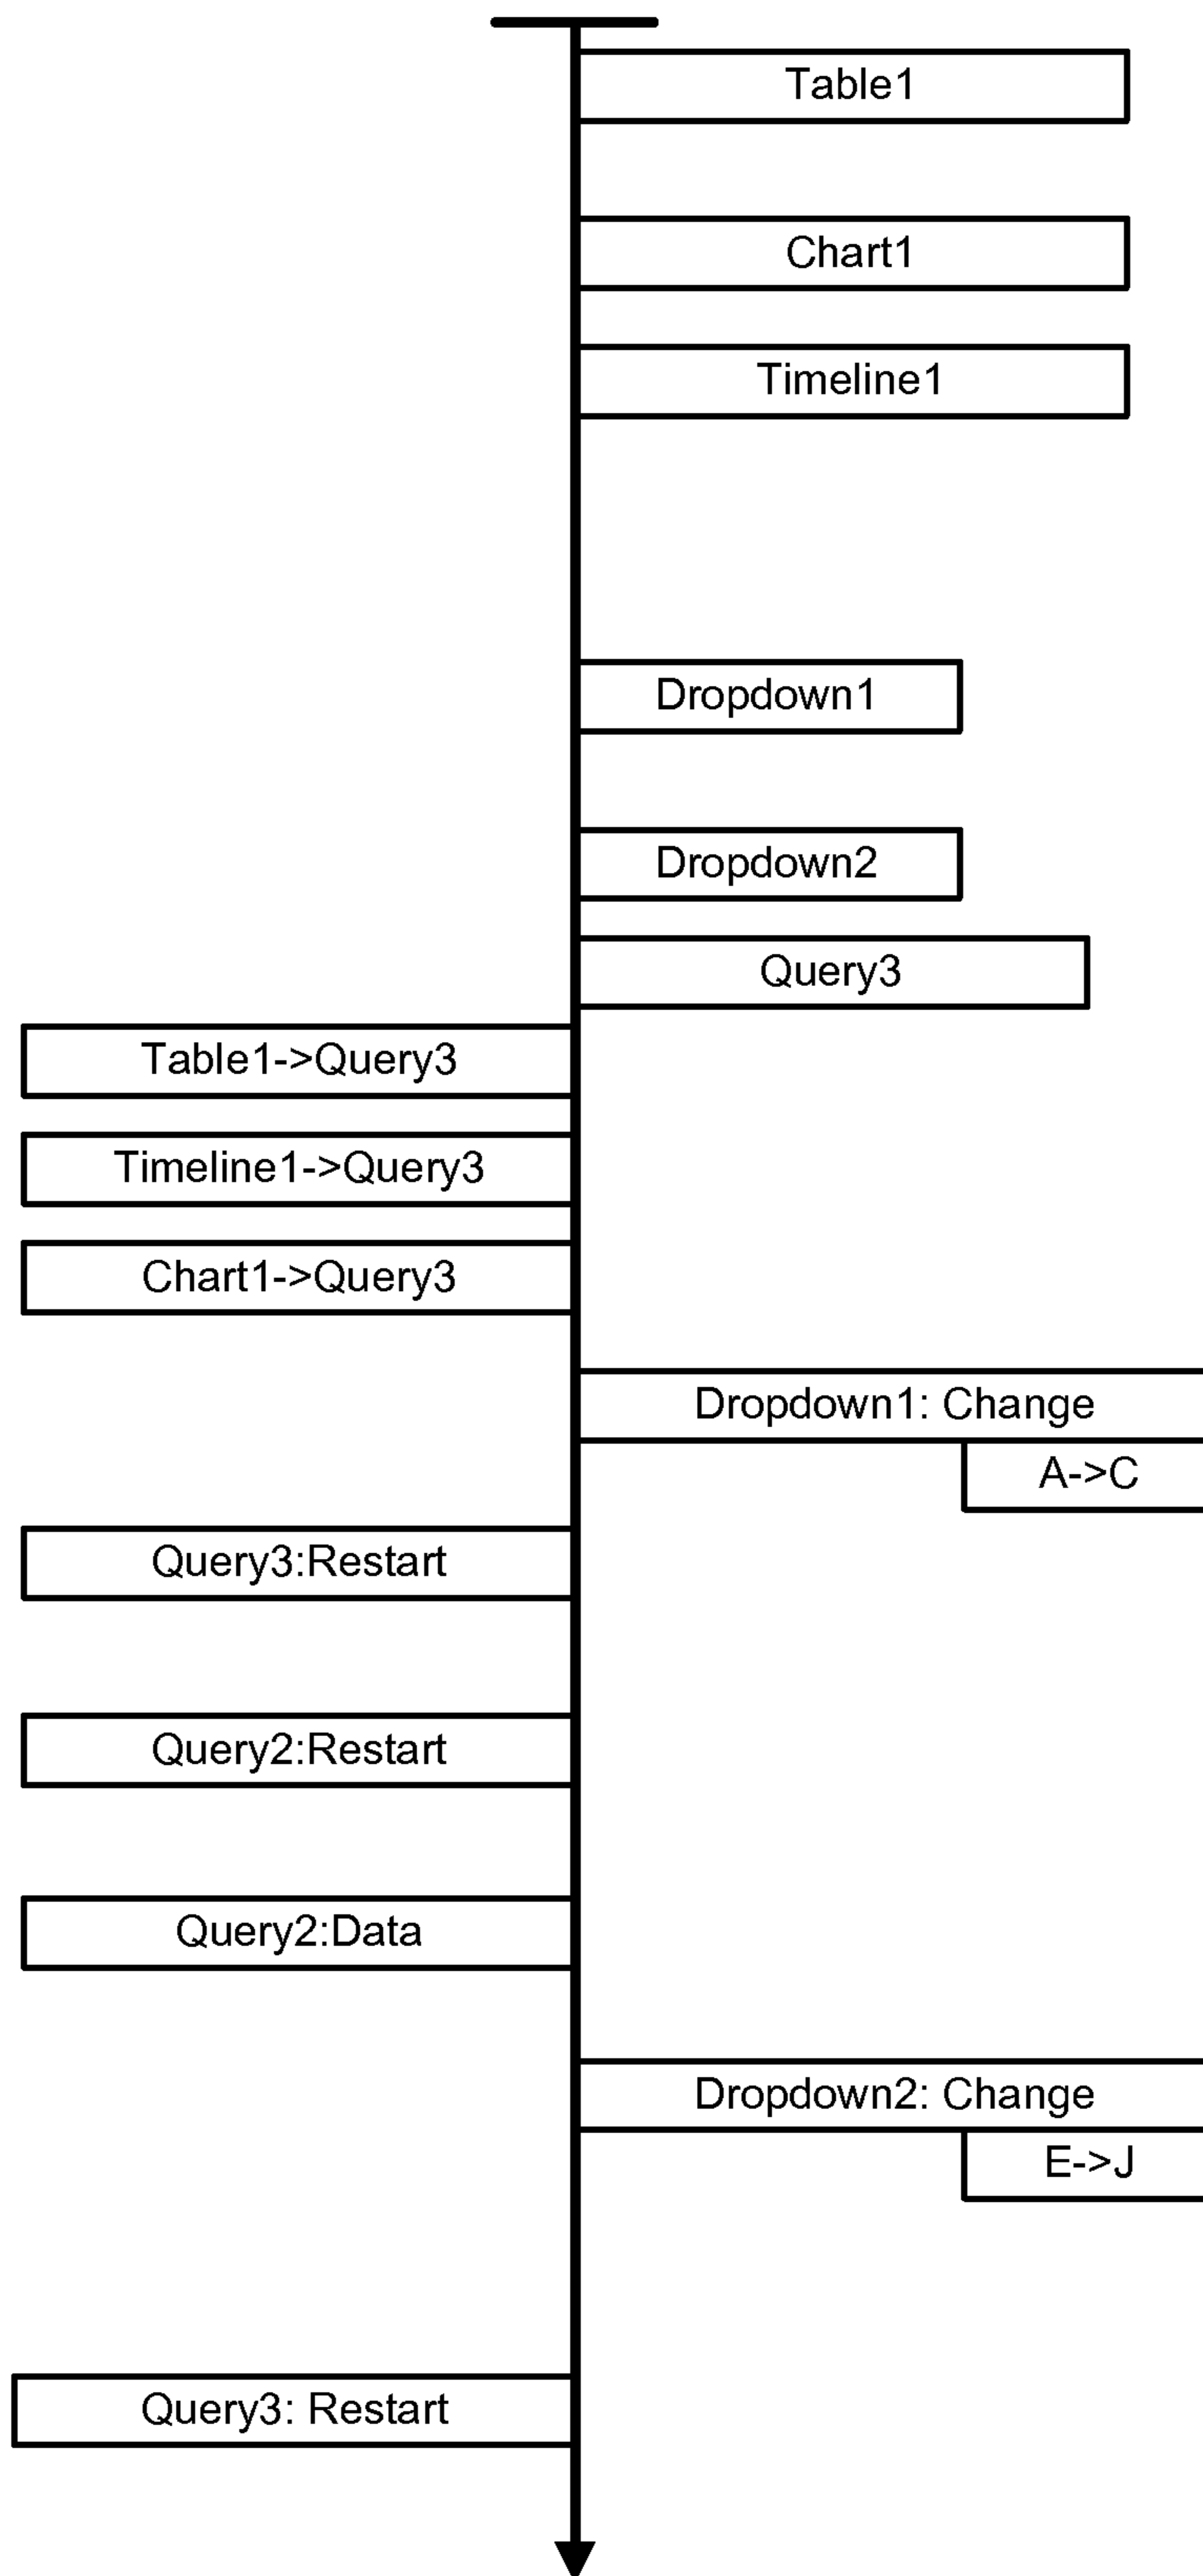 Table1
Chart1
Timeline1
Dropdown1
Dropdown2
Query3
Table1->Query3
Timeline1->Query3
Chart1->Query3
Dropdown1: Change
A->C
Query3:Restart
Query2:Restart
Query2:Data
Dropdown2: Change
E->J
Query3: Restart